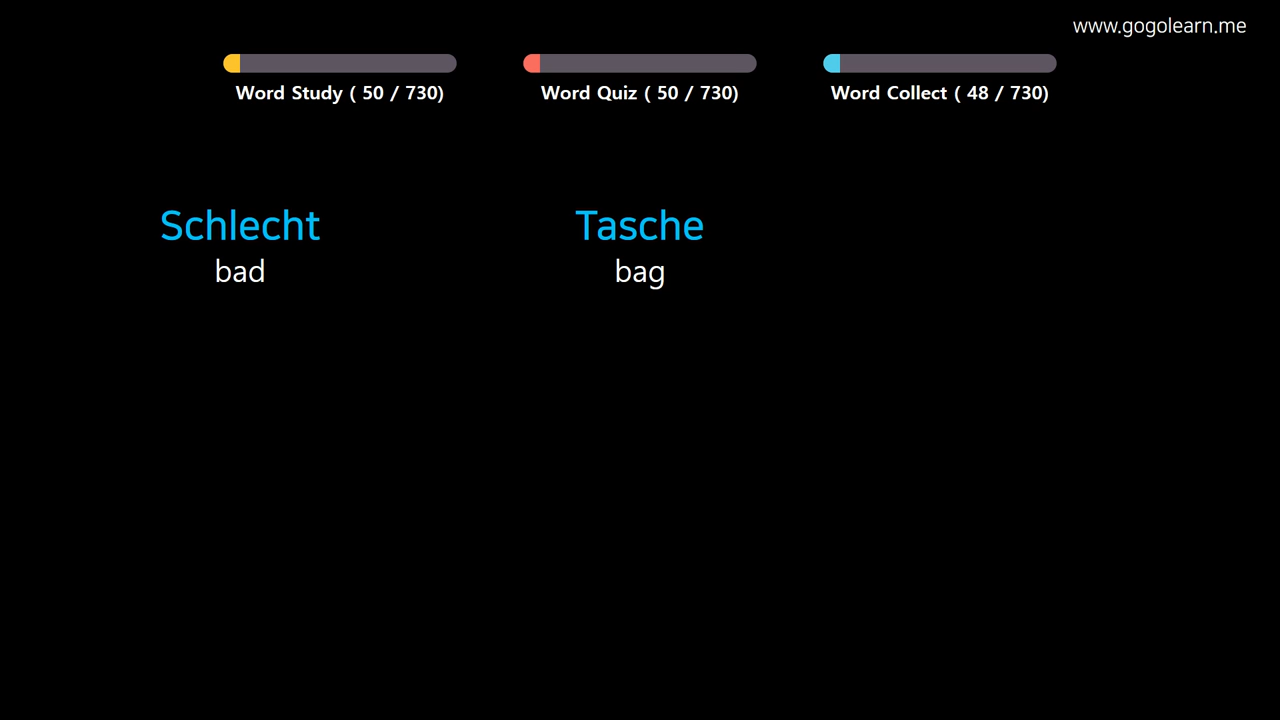 www.gogolearn.me
Word Study ( 50 / 730)
Word Quiz ( 50 / 730)
Word Collect ( 48 / 730)
Schlecht
bad
Tasche
bag